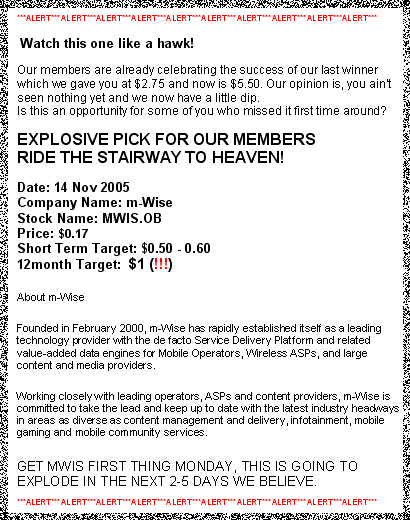 ***ALERT***ALERT***ALERT***ALERT***ALERT***ALERT***ALERT***ALERT***ALERT***ALERT***
Watch this one like a hawk!
Our members are already celebrating the success of our last winner
which we gave you at $2.75 and now is $5.50. Our opinion is, you ain't
seen nothing yet and we now have a little dip.
Is this an opportunity for some of you who missed it first time around?
EXPLOSIVE PICK FOR OUR MEMBERS
RIDE THE STAIRWAY TO HEAVEN!
Date: 14 Nov 2005
Company Name: m-Wise
Stock Name: MWIS.OB
Price: $0.17
Short Term Target: $0.50 - 0.60
12month Target: $1 (!!!)
About m-Wise
Founded in February 2000, m-Wise has rapidly established itself as a leading
technology provider with the de facto Service Delivery Platform and related
value-added data engines for Mobile Operators, Wireless ASPs, and large
content and media providers.
Working closely with leading operators, ASPs and content providers, m-Wise is
committed to take the lead and keep up to date with the latest industry headways
in areas as diverse as content management and delivery, infotainment, mobile
gaming and mobile community services.
GET MWIS FIRST THING MONDAY, THIS IS GOING TO
EXPLODE IN THE NEXT 2-5 DAYS WE BELIEVE.
***ALERT***ALERT***ALERT***ALERT***ALERT***ALERT***ALERT***ALERT***ALERT***ALERT***